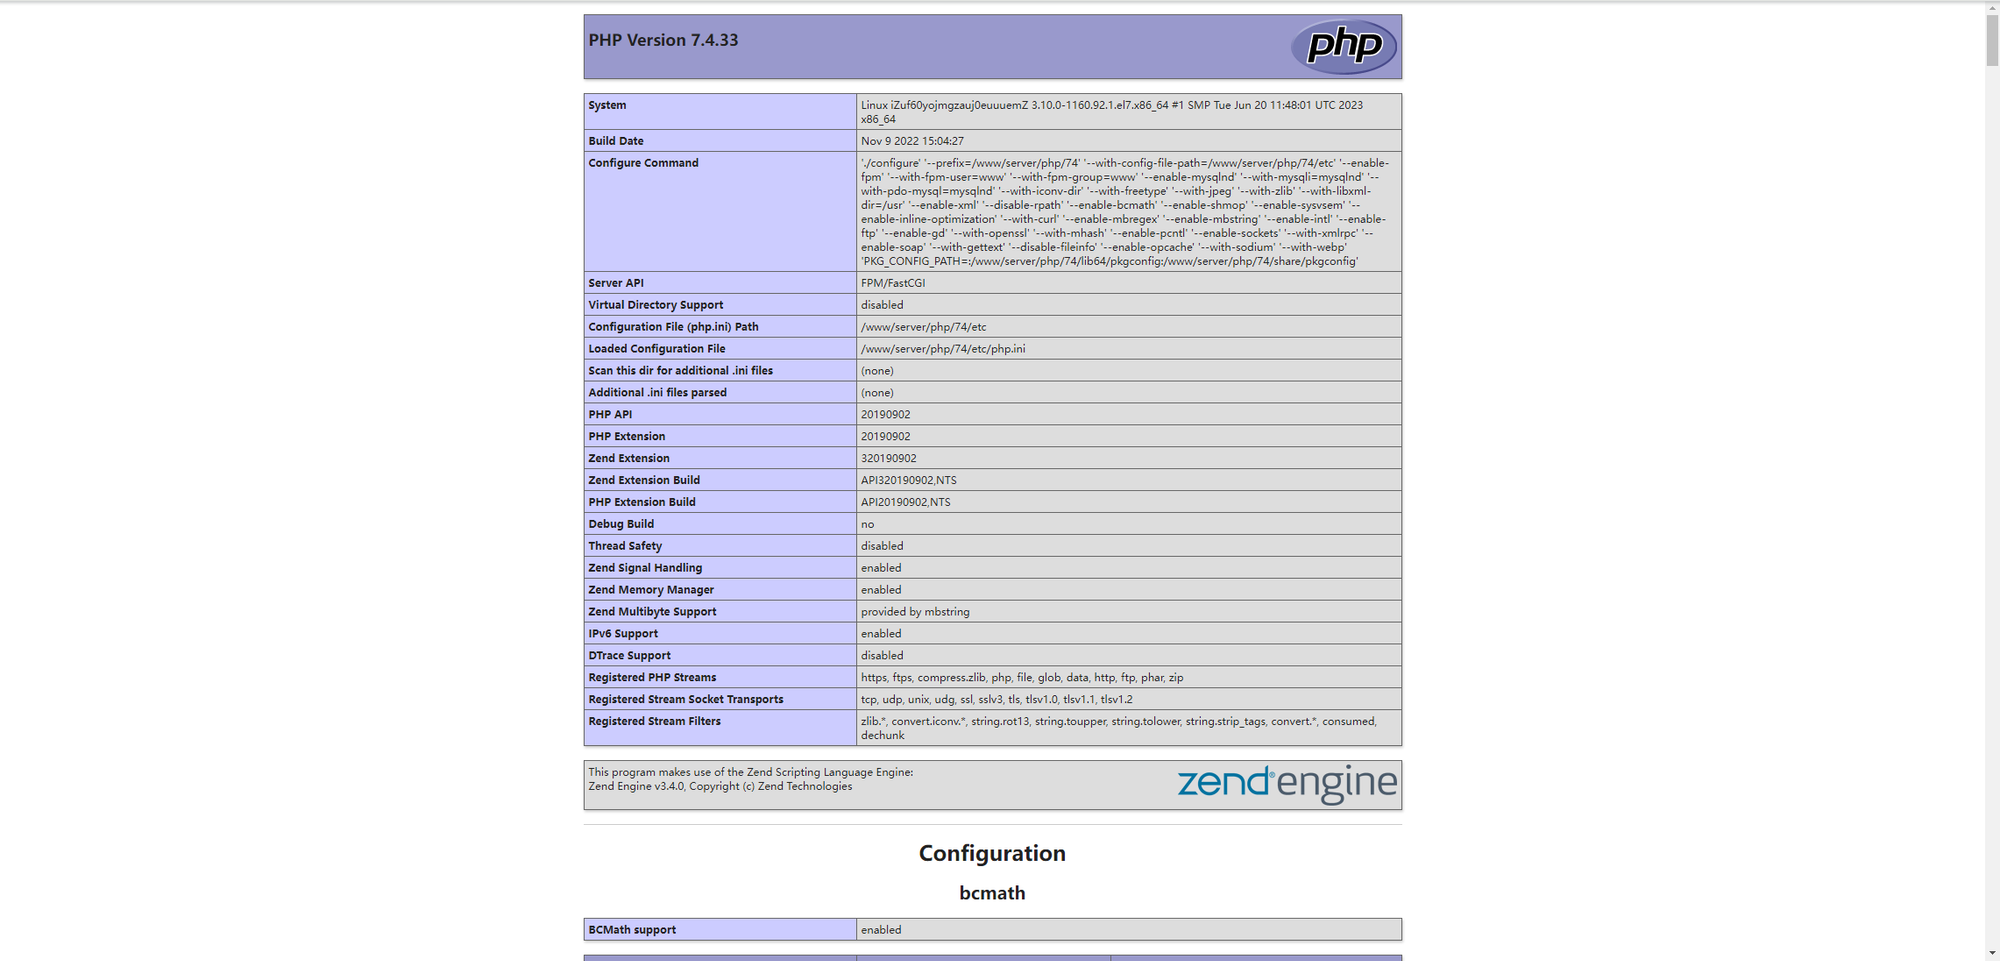 PHP Version 7.4.33
php
System
Linux iZuf60yojmgzauj0euuuemZ 3.10.0-1160.92.1.el7.x86_64 #1 SMP Tue Jun 20 11:48:01 UTC 2023
x86_64
Build Date
Nov 9 2022 15:04:27
Configure Command
'./configure' '--prefix=/www/server/php/74' '--with-config-file-path=/www/server/php/74/etc' '--enable-
fpm' '--with-fpm-user=www' '--with-fpm-group=www' '--enable-mysqlnd' '--with-mysqli=mysqlnd' '--
with-pdo-mysql=mysqlnd' '--with-iconv-dir' '--with-freetype' '--with-jpeg' '--with-zlib' '--with-libxml-
dir=/usr' '--enable-xml' '--disable-rpath' '--enable-bcmath' '--enable-shmop' '--enable-sysvsem' '--
enable-inline-optimization' '--with-curl' '--enable-mbregex' '--enable-mbstring' '--enable-intl' '--enable-
ftp' '--enable-gd' '--with-openssl' '--with-mhash' '--enable-pcntl' '--enable-sockets' '--with-xmlrpc' '--
enable-soap' '--with-gettext' '--disable-fileinfo' '--enable-opcache' '--with-sodium' '--with-webp'
'PKG_CONFIG_PATH=:/www/server/php/74/lib64/pkgconfig:/www/server/php/74/share/pkgconfig'
Server API
FPM/FastCGI
Virtual Directory Support
disabled
Configuration File (php.ini) Path
/www/server/php/74/etc
Loaded Configuration File
/www/server/php/74/etc/php.ini
Scan this dir for additional .ini files
(none)
Additional .ini files parsed
(none)
PHP API
20190902
PHP Extension
20190902
Zend Extension
320190902
Zend Extension Build
API320190902,NTS
PHP Extension Build
API20190902,NTS
Debug Build
no
Thread Safety
disabled
Zend Signal Handling
enabled
Zend Memory Manager
enabled
Zend Multibyte Support
provided by mbstring
IPv6 Support
enabled
DTrace Support
disabled
Registered PHP Streams
https, ftps, compress.zlib, php, file, glob, data, http, ftp, phar, zip
Registered Stream Socket Transports
tcp, udp, unix, udg, ssl, sslv3, tls, tlsv1.0, tlsv1.1, tlsv1.2
Registered Stream Filters
zlib.*, convert.iconv.*, string.rot13, string.toupper, string.tolower, string.strip_tags, convert.*, consumed,
dechunk
This program makes use of the Zend Scripting Language Engine:
Zend Engine v3.4.0, Copyright (c) Zend Technologies
zend® engine
Configuration
bcmath
BCMath support
enabled